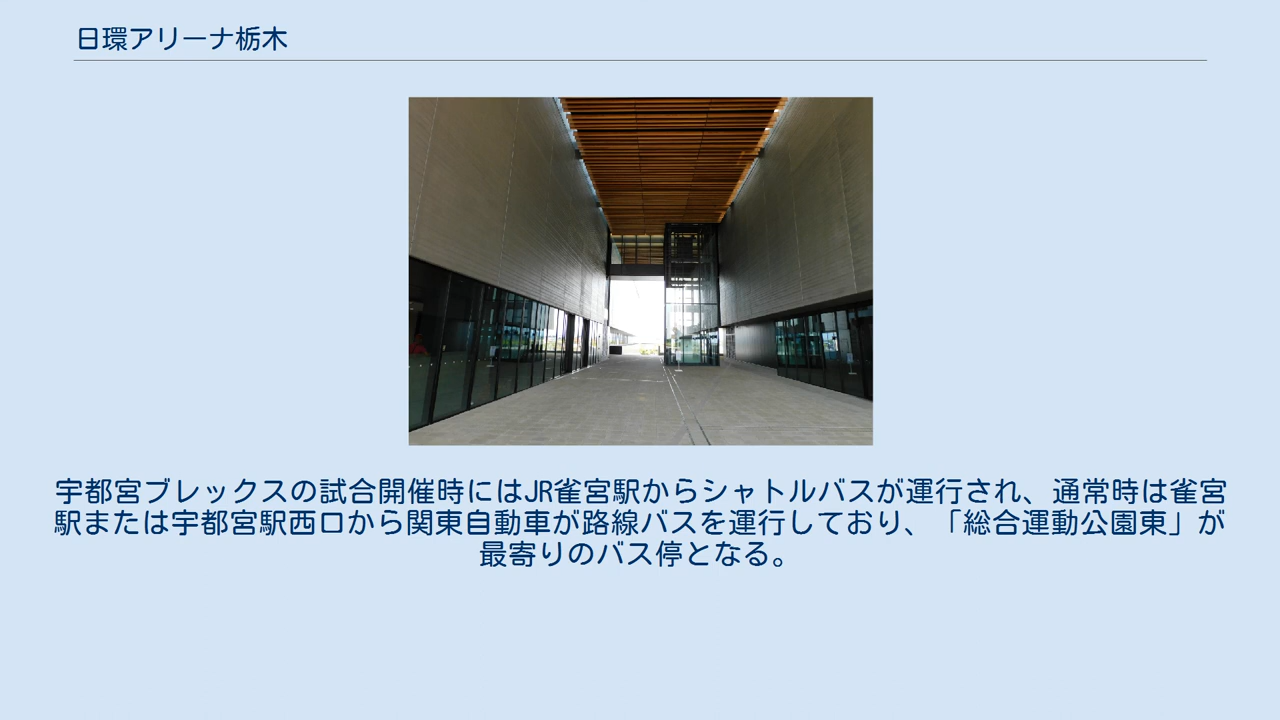 日環アリーナ栃木
宇都宮ブレックスの試合開催時にはJR雀宮駅からシャトルバスが運行され、通常時は雀宮
駅または宇都宮駅西口から関東自動車が路線バスを運行しており、「総合運動公園東」が
最寄りのバス停となる。